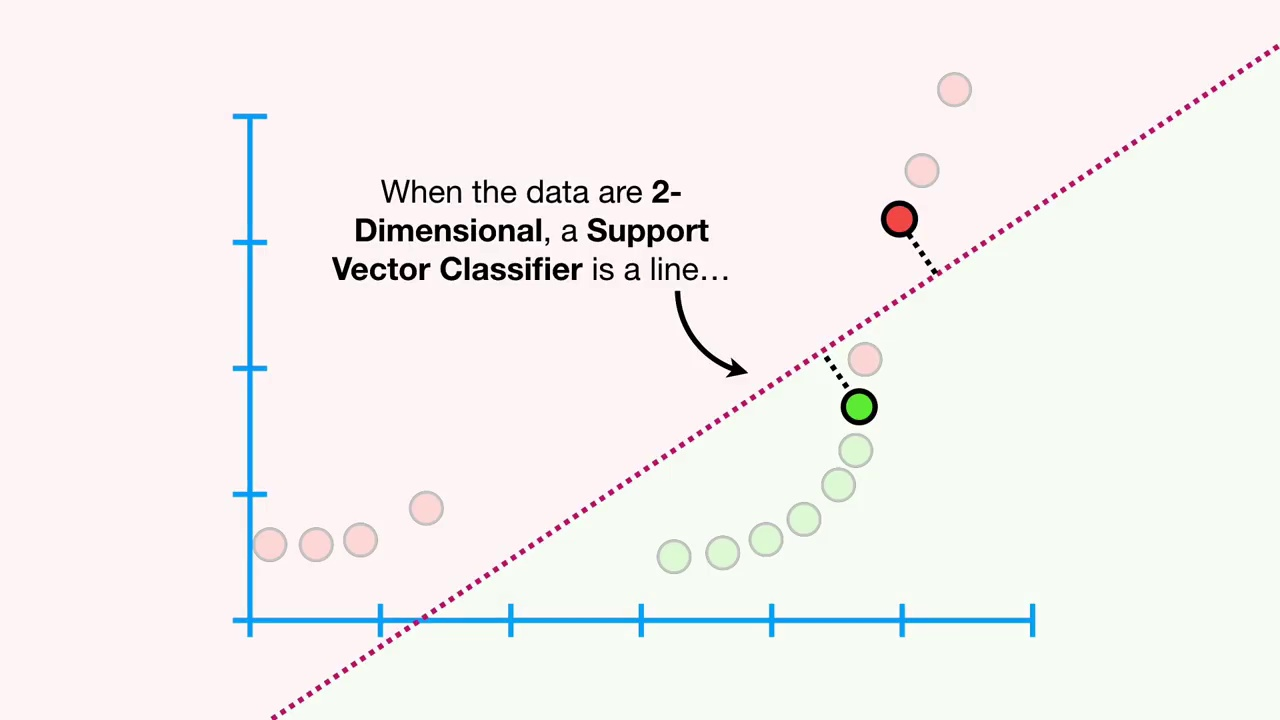 When the data are 2-
Dimensional, a Support
Vector Classifier is a line…